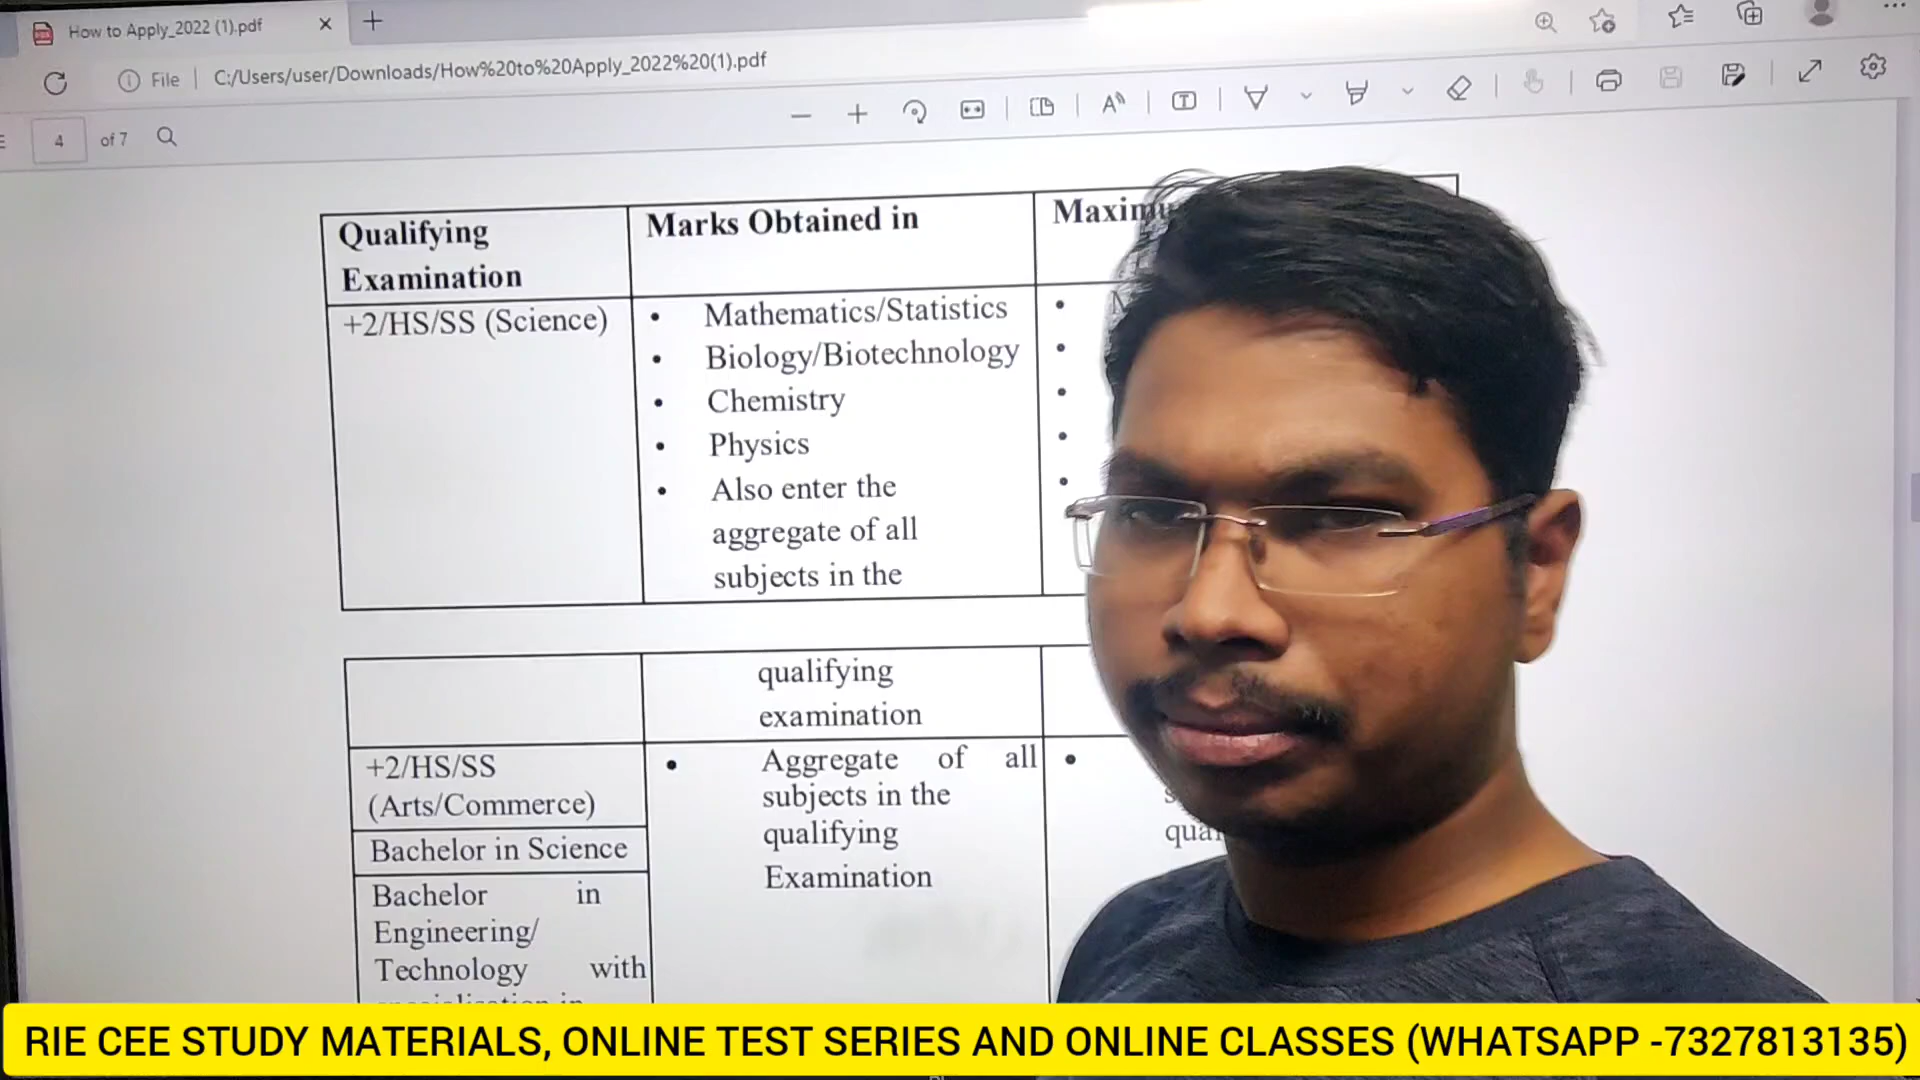 How to Apply_2022 (1).pdf
File | C:/Users/user/Downloads/How%20to%20Apply_2022%20(1).pdf
4 of 7
Qualifying Examination
Marks Obtained in
+2/HS/SS (Science)
• Mathematics/Statistics
• Biology/Biotechnology
• Chemistry
• Physics
• Also enter the
aggregate of all
subjects in the
qualifying
examination
+2/HS/SS
(Arts/Commerce)
Bachelor in Science
Bachelor in
Engineering/
Technology with
• Aggregate of all
subjects in the
qualifying
Examination
RIE CEE STUDY MATERIALS, ONLINE TEST SERIES AND ONLINE CLASSES (WHATSAPP -7327813135)